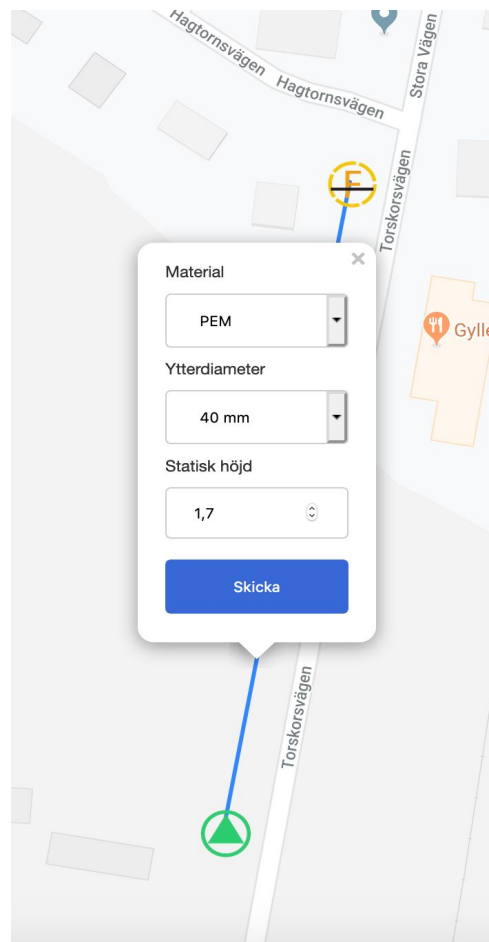 Hagtornsvägen
Hagtornsvägen
Stora Vägen
F
Torskorsvägen
×
Material
PEM
Gylle
Ytterdiameter
40 mm
Statisk höjd
1,7
Skicka
Torskorsvägen